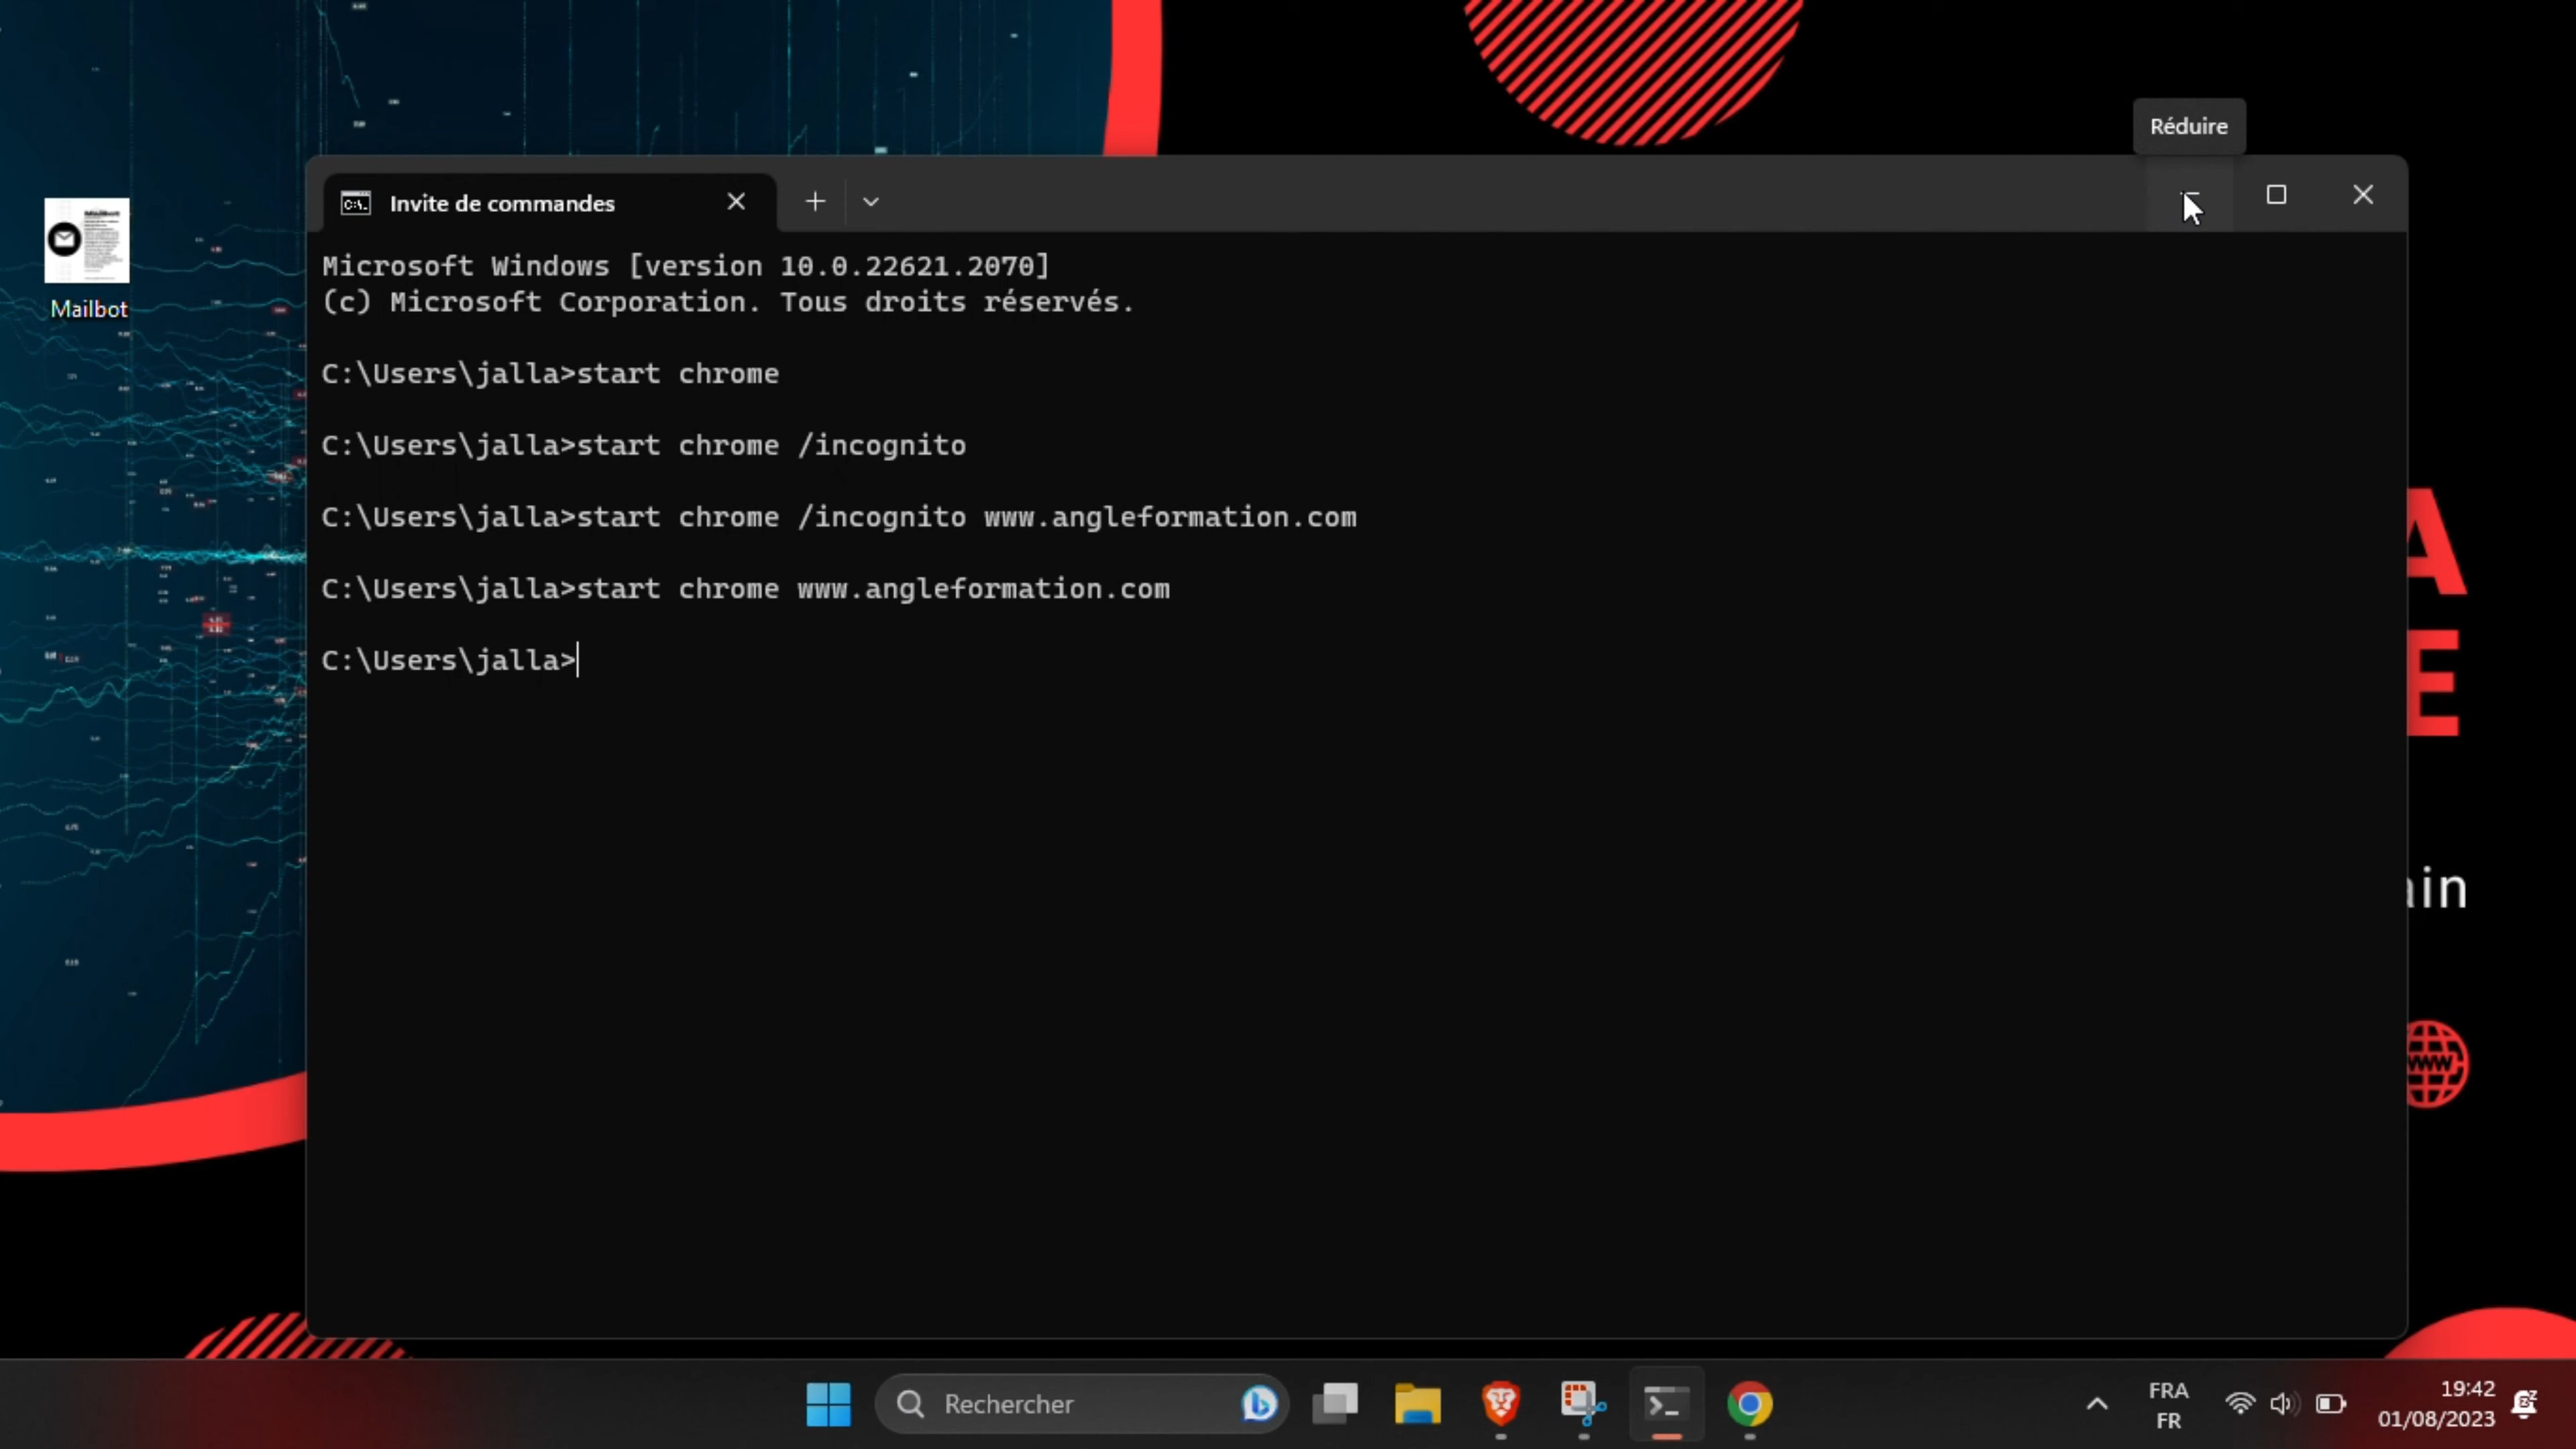 Réduire
Invite de commandes
Mailbot
Microsoft Windows [version 10.0.22621.2070]
(c) Microsoft Corporation. Tous droits réservés.
C:\Users\jalla>start chrome
C:\Users\jalla>start chrome /incognito
C:\Users\jalla>start chrome /incognito www.angleformation.com
C:\Users\jalla>start chrome www.angleformation.com
C:\Users\jalla>
A
E
ain
WWW
Rechercher
FRA
FR
19:42
01/08/2023